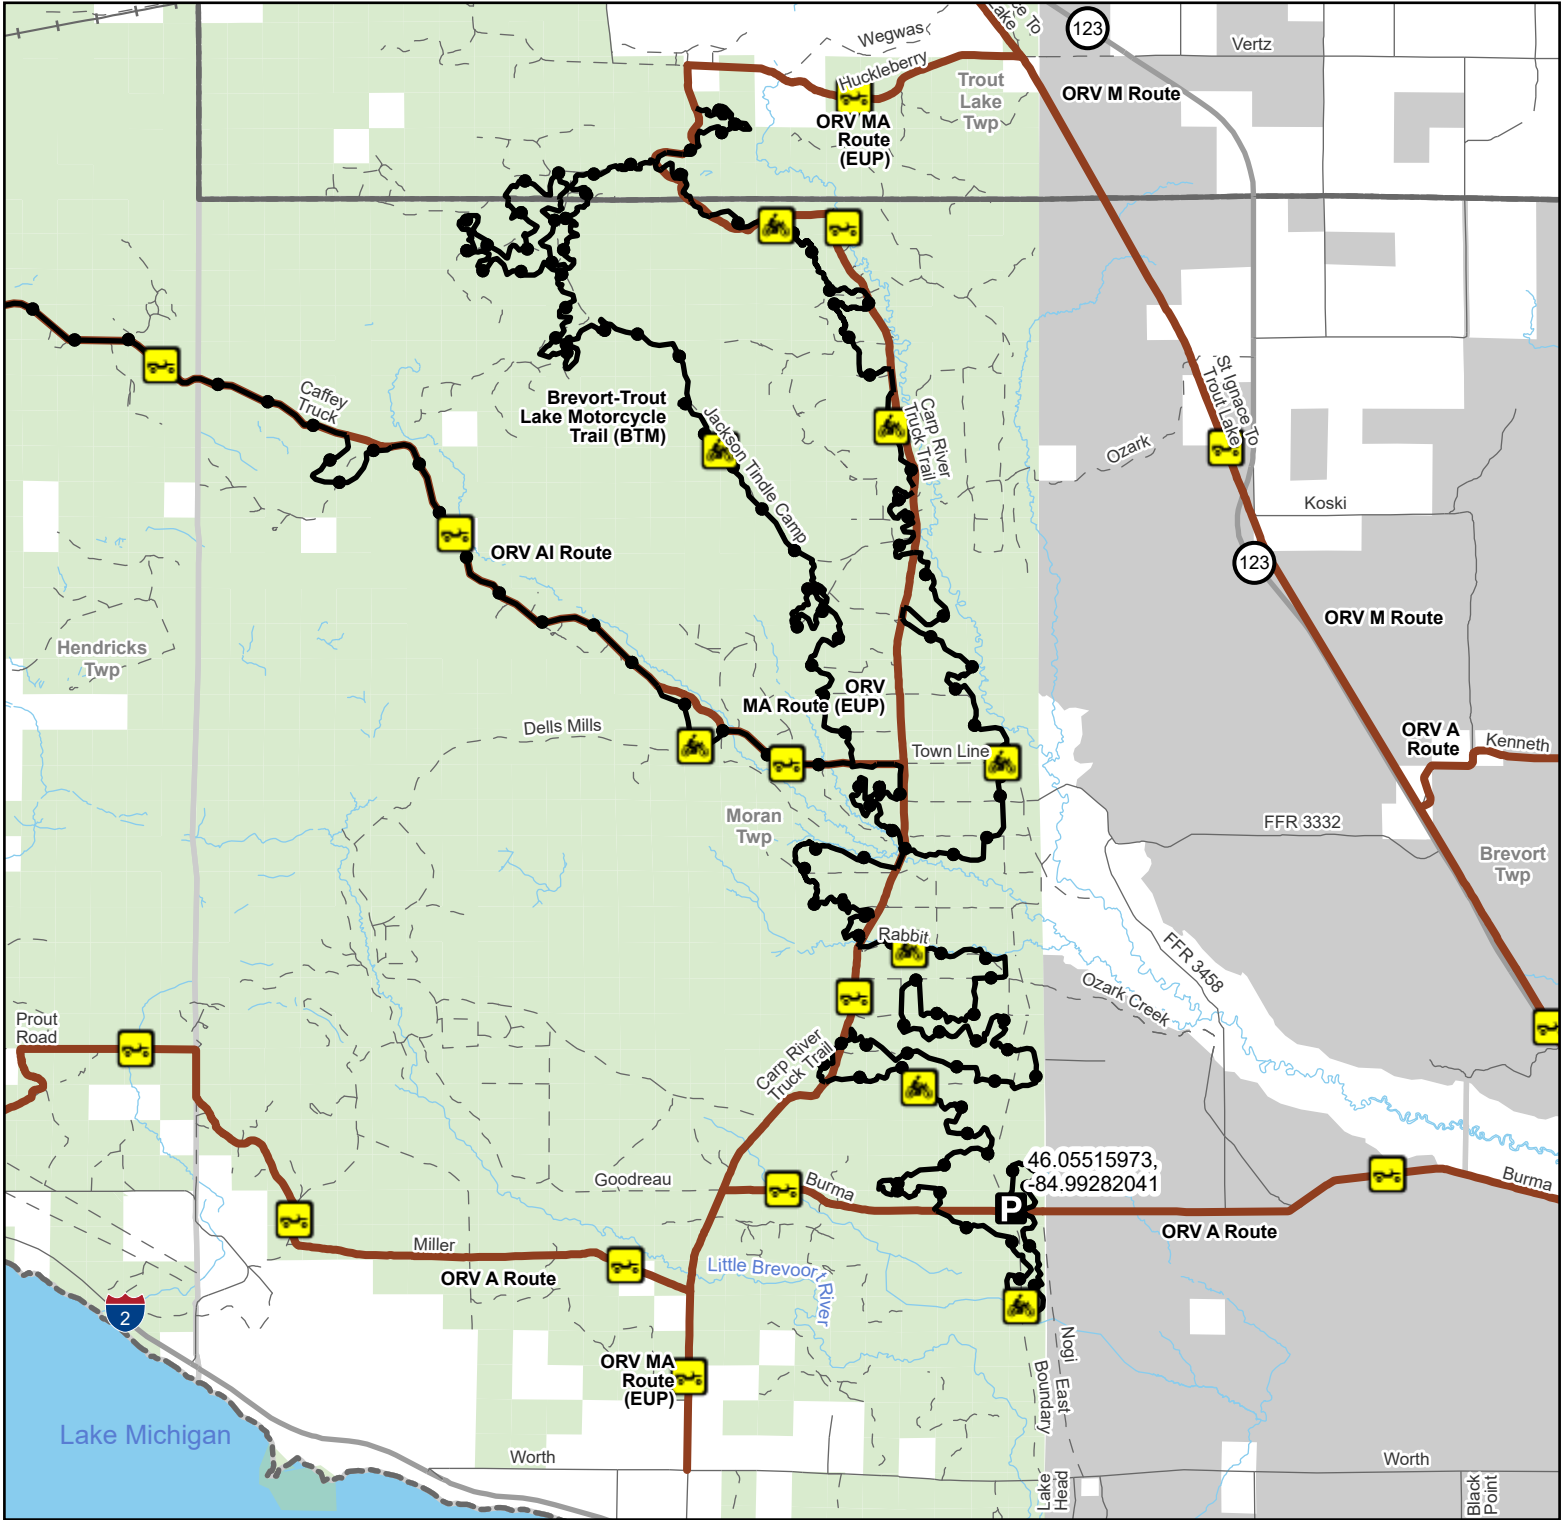 ce To
Lake
123
Wegwas
Vertz
Huckleberry
Trout
Lake
Twp
ORV M Route
ORV MA
Route
(EUP)
Caffey
Truck
Brevort-Trout
Lake Motorcycle
Trail (BTM)
Jackson Tindle Camp
Carp River
Truck Trail
St Ignace To
Trout Lake
Ozark
Koski
ORV AI Route
123
ORV M Route
Hendricks
Twp
ORV
MA Route (EUP)
Dells Mills
Town Line
ORV A
Route
Kenneth
Moran
Twp
FFR 3332
Brevort
Twp
Rabbit
FFR 3458
Ozark Creek
Prout
Road
Carp River
Truck Trail
46.05515973,
-84.99282041
Goodreau
Burma
P
Burma
ORV A Route
Miller
ORV A Route
Little Brevoort River
2
Nogi
East
Boundary
ORV MA
Route
(EUP)
Lake Michigan
Worth
Worth
Lake
Head
Black
Point